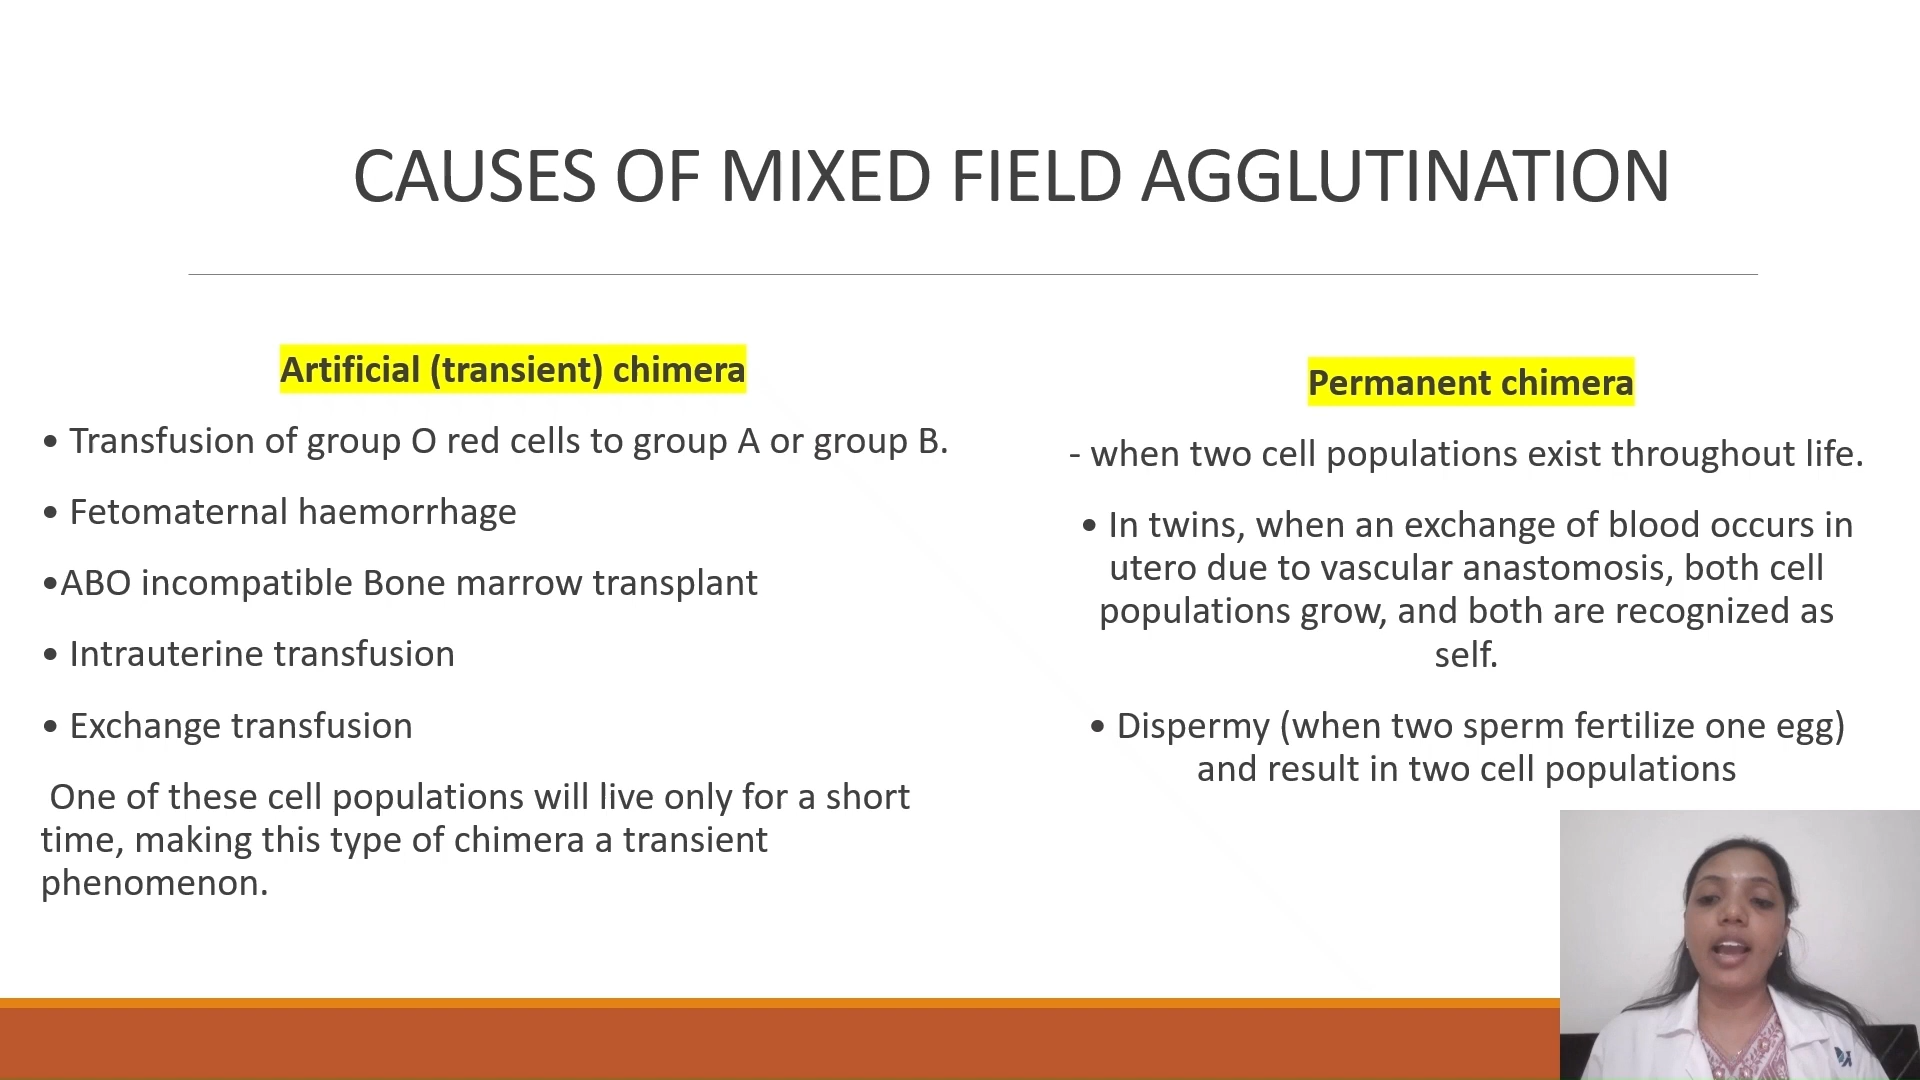 CAUSES OF MIXED FIELD AGGLUTINATION
Artificial (transient) chimera
• Transfusion of group O red cells to group A or group B.
• Fetomaternal haemorrhage
•ABO incompatible Bone marrow transplant
• Intrauterine transfusion
• Exchange transfusion
One of these cell populations will live only for a short
time, making this type of chimera a transient
phenomenon.
Permanent chimera
- when two cell populations exist throughout life.
• In twins, when an exchange of blood occurs in
utero due to vascular anastomosis, both cell
populations grow, and both are recognized as
self.
• Dispermy (when two sperm fertilize one egg)
and result in two cell populations